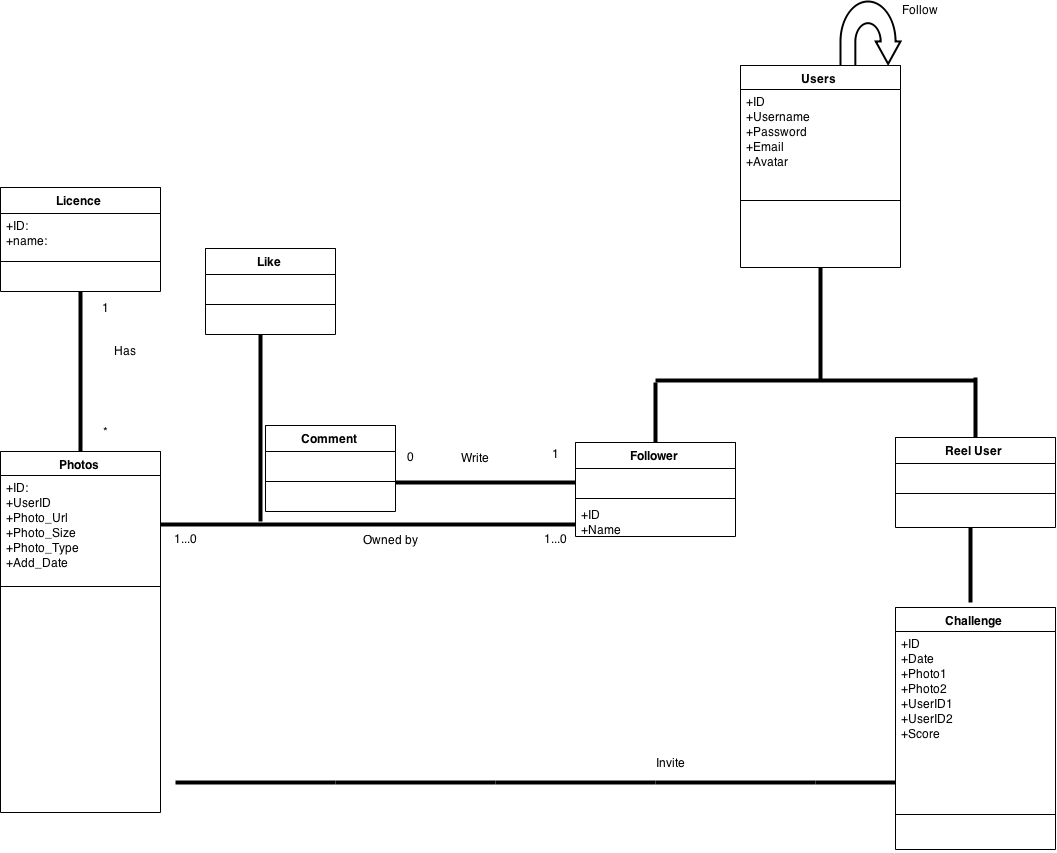 Follow
Users
+ID
+Username
+Password
+Email
+Avatar
Licence
+ID:
+name:
Like
1
Has
*
Comment
0
Write
1
Follower
+ID
+Name
Reel User
Photos
+ID:
+UserID
+Photo_Url
+Photo_Size
+Photo_Type
+Add_Date
1...0
Owned by
1...0
Challenge
+ID
+Date
+Photo1
+Photo2
+UserID1
+UserID2
+Score
Invite